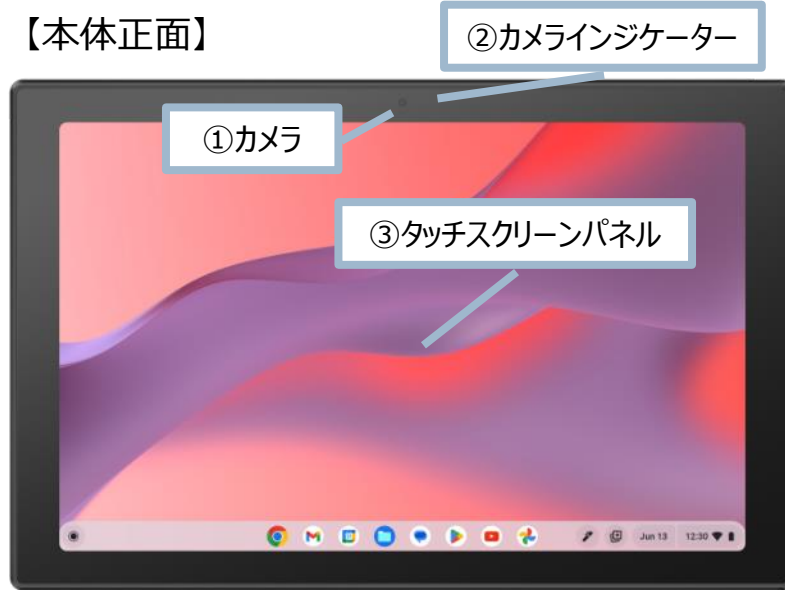 【本体正面】
②カメラインジケーター
①カメラ
③タッチスクリーンパネル
Jun 13 12:30